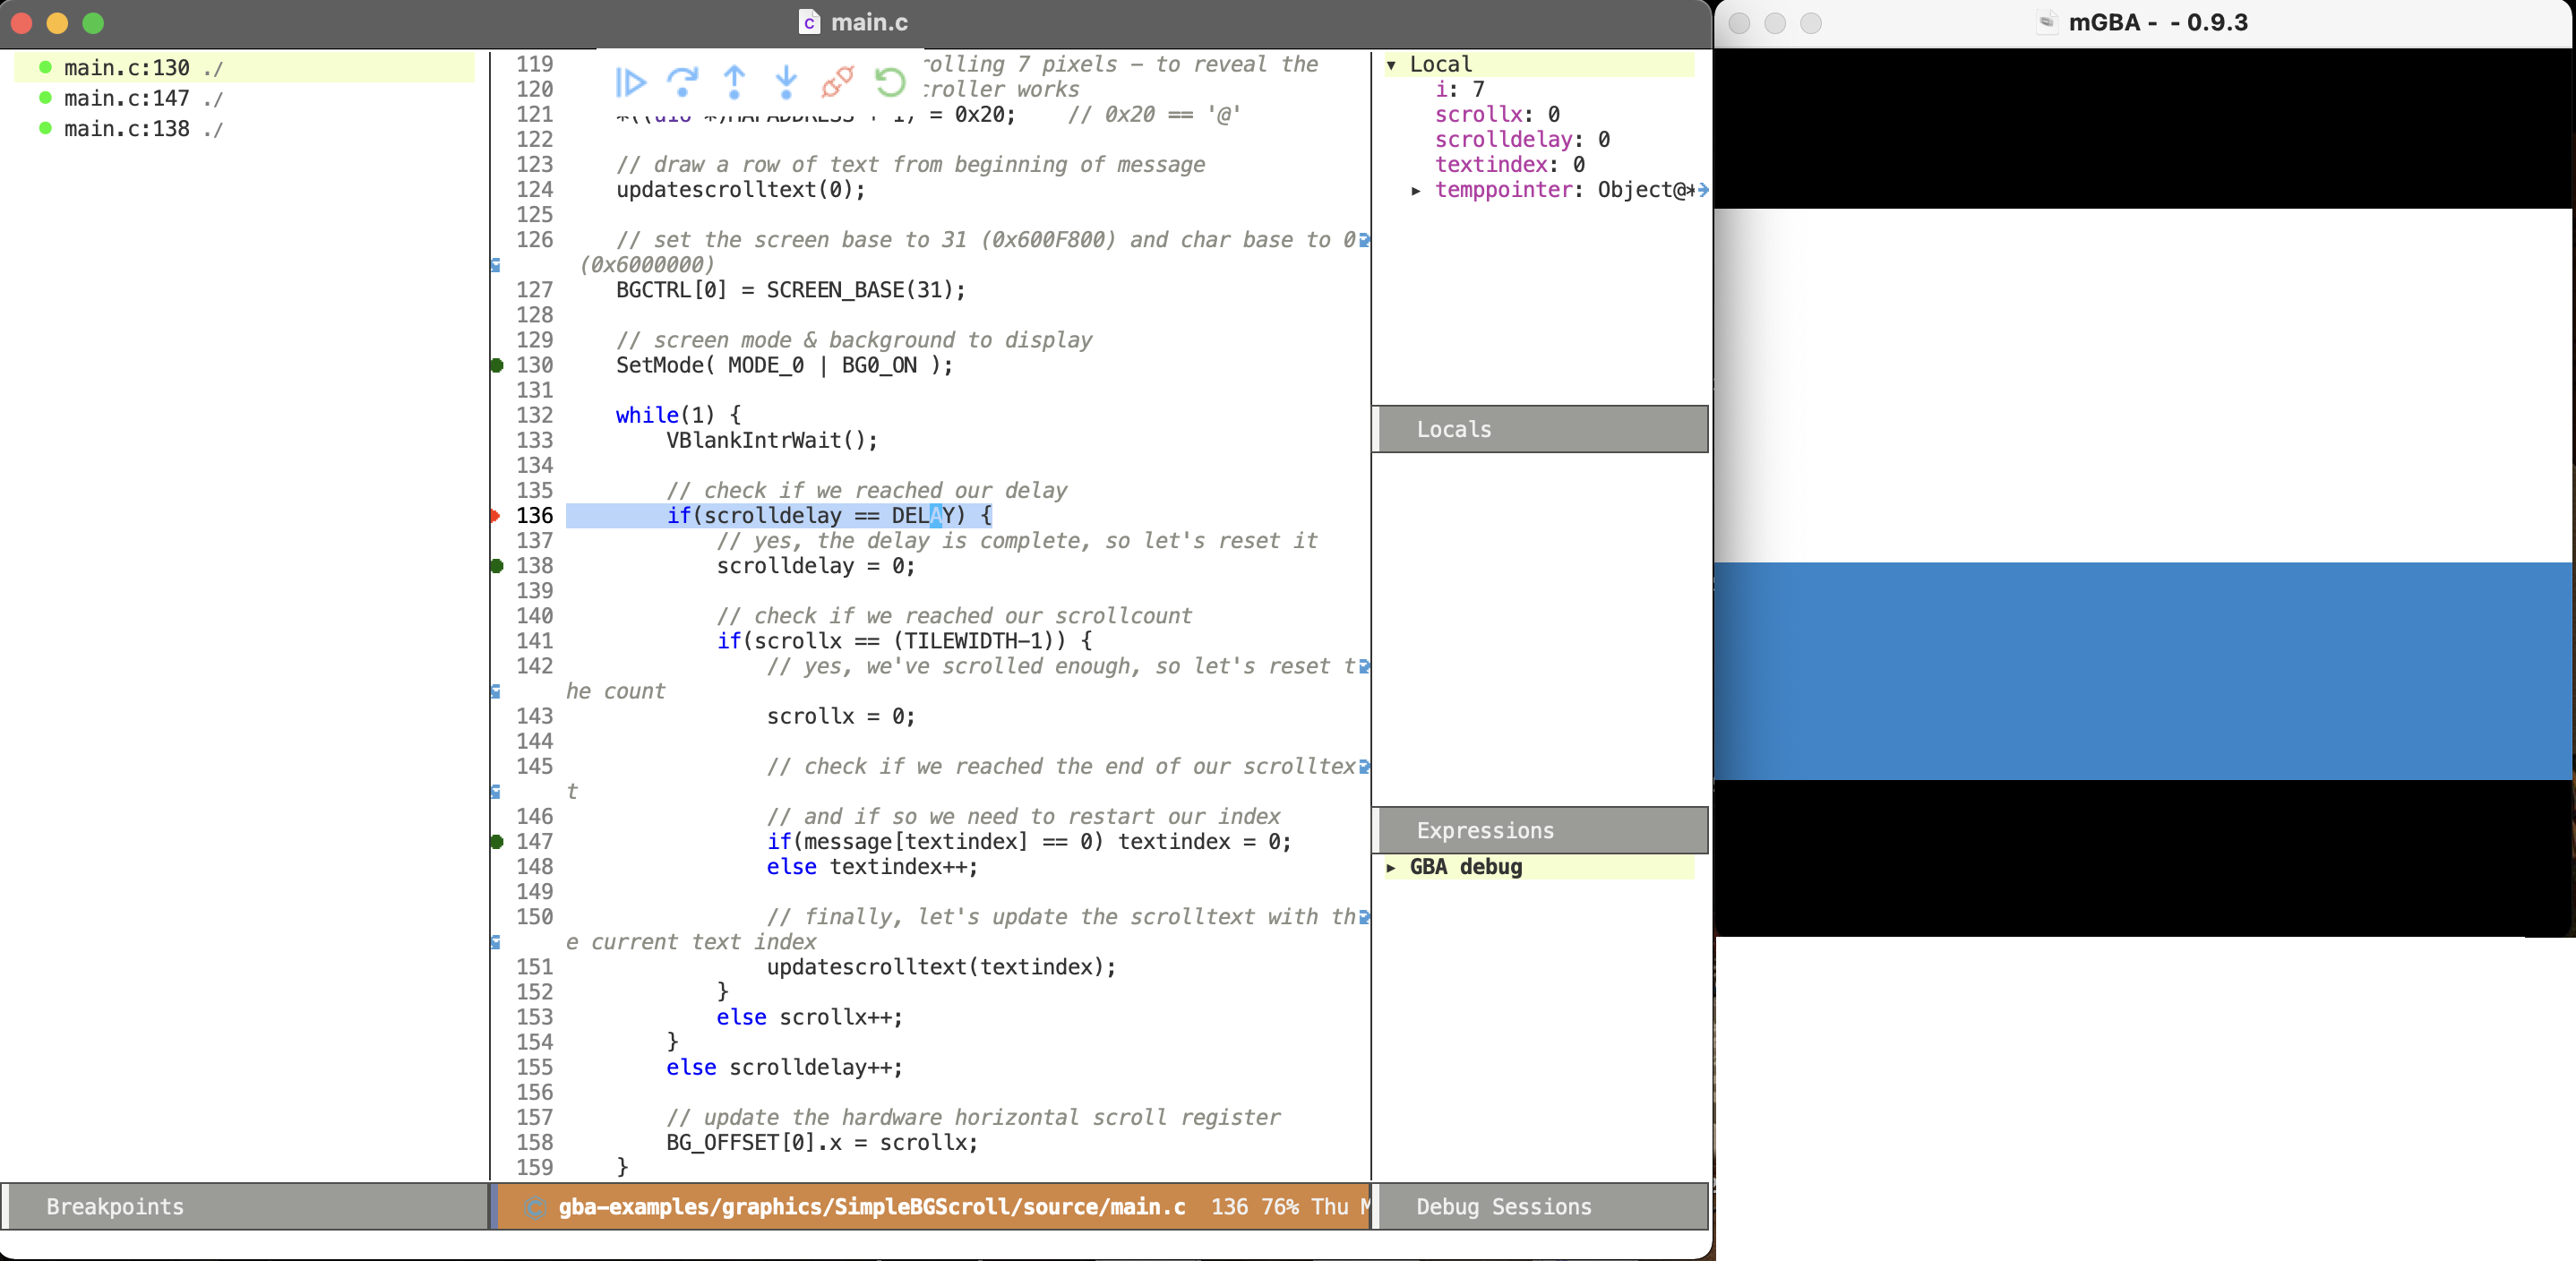 main.c
mGBA - - 0.9.3
main.c:130 ./
main.c:147 ./
main.c:138 ./
119 rolling 7 pixels – to reveal the
120 croller works
121 *((u16 *)MAPADDRESS + 1) = 0x20; // 0x20 == '@'
122
123 // draw a row of text from beginning of message
124 updatescrolltext(0);
125
126 // set the screen base to 31 (0x600F800) and char base to 0
(0x6000000)
127 BGCTRL[0] = SCREEN_BASE(31);
128
129 // screen mode & background to display
130 SetMode( MODE_0 | BG0_ON );
131
132 while(1) {
133 VBlankIntrWait();
134
135 // check if we reached our delay
136 if(scrolldelay == DELAY) {
137 // yes, the delay is complete, so let's reset it
138 scrolldelay = 0;
139
140 // check if we reached our scrollcount
141 if(scrollx == (TILEWIDTH-1)) {
142 // yes, we've scrolled enough, so let's reset t
he count
143 scrollx = 0;
144
145 // check if we reached the end of our scrolltex
t
146 // and if so we need to restart our index
147 if(message[textindex] == 0) textindex = 0;
148 else textindex++;
149
150 // finally, let's update the scrolltext with th
e current text index
151 updatescrolltext(textindex);
152 }
153 else scrollx++;
154 }
155 else scrolldelay++;
156
157 // update the hardware horizontal scroll register
158 BG_OFFSET[0].x = scrollx;
159 }
▾ Local
i: 7
scrollx: 0
scrolldelay: 0
textindex: 0
▸ temppointer: Object@*
Locals
Expressions
▸ GBA debug
Breakpoints
C gba-examples/graphics/SimpleBGScroll/source/main.c 136 76% Thu M
Debug Sessions